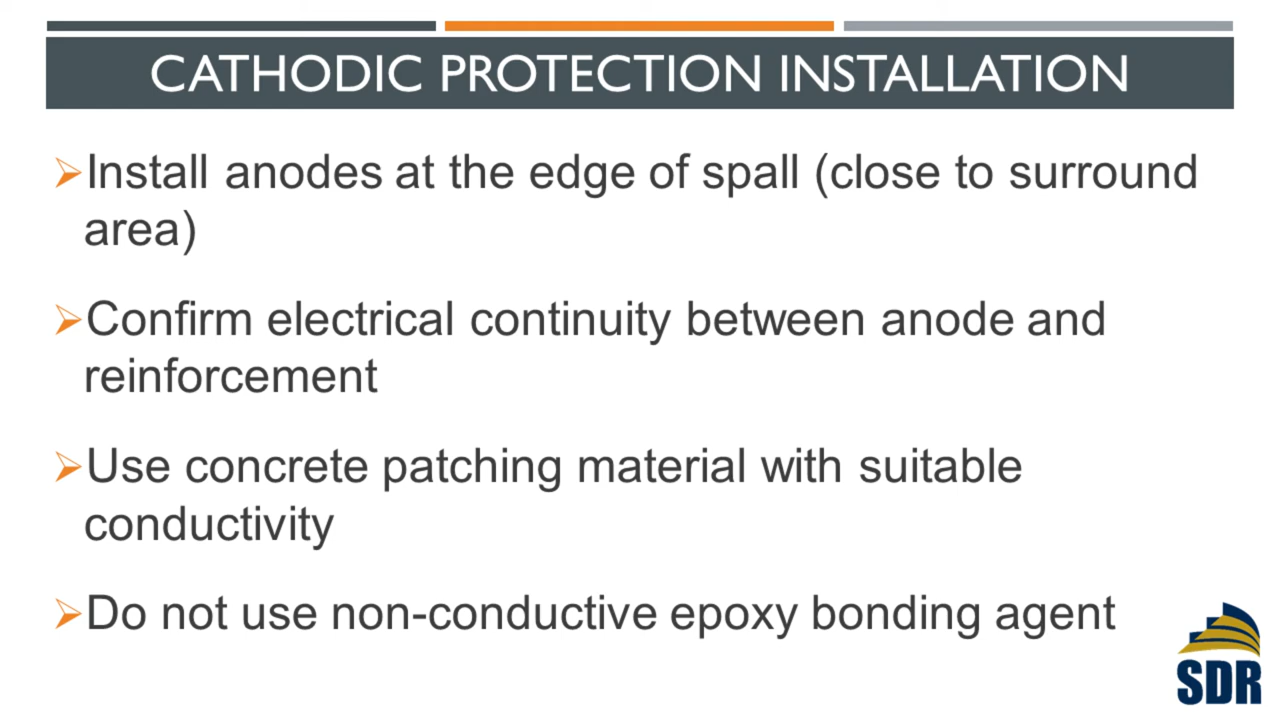 CATHODIC PROTECTION INSTALLATION
Install anodes at the edge of spall (close to surround
area)
Confirm electrical continuity between anode and
reinforcement
Use concrete patching material with suitable
conductivity
Do not use non-conductive epoxy bonding agent
SDR